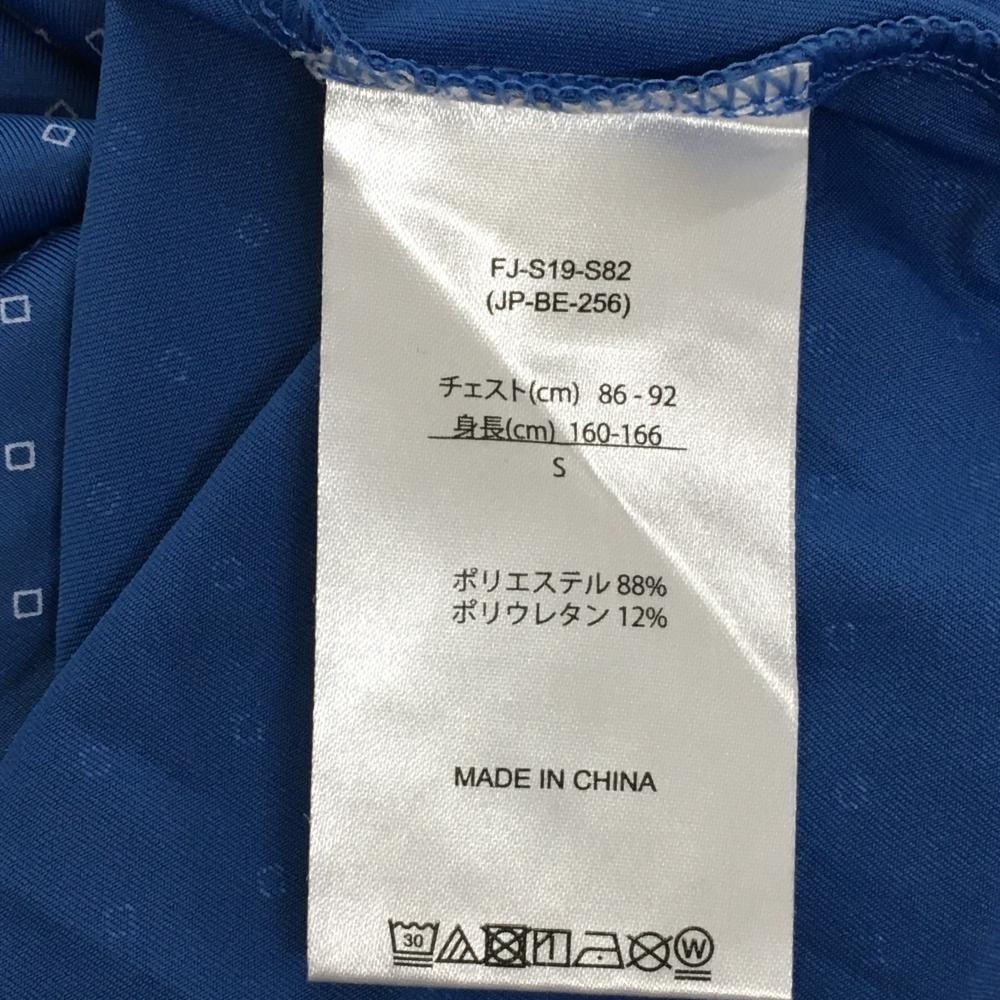 FJ-S19-S82
(JP-BE-256)
チェスト(cm) 86 - 92
身長(cm) 160-166
S
ポリエステル 88%
ポリウレタン 12%
MADE IN CHINA
30 W